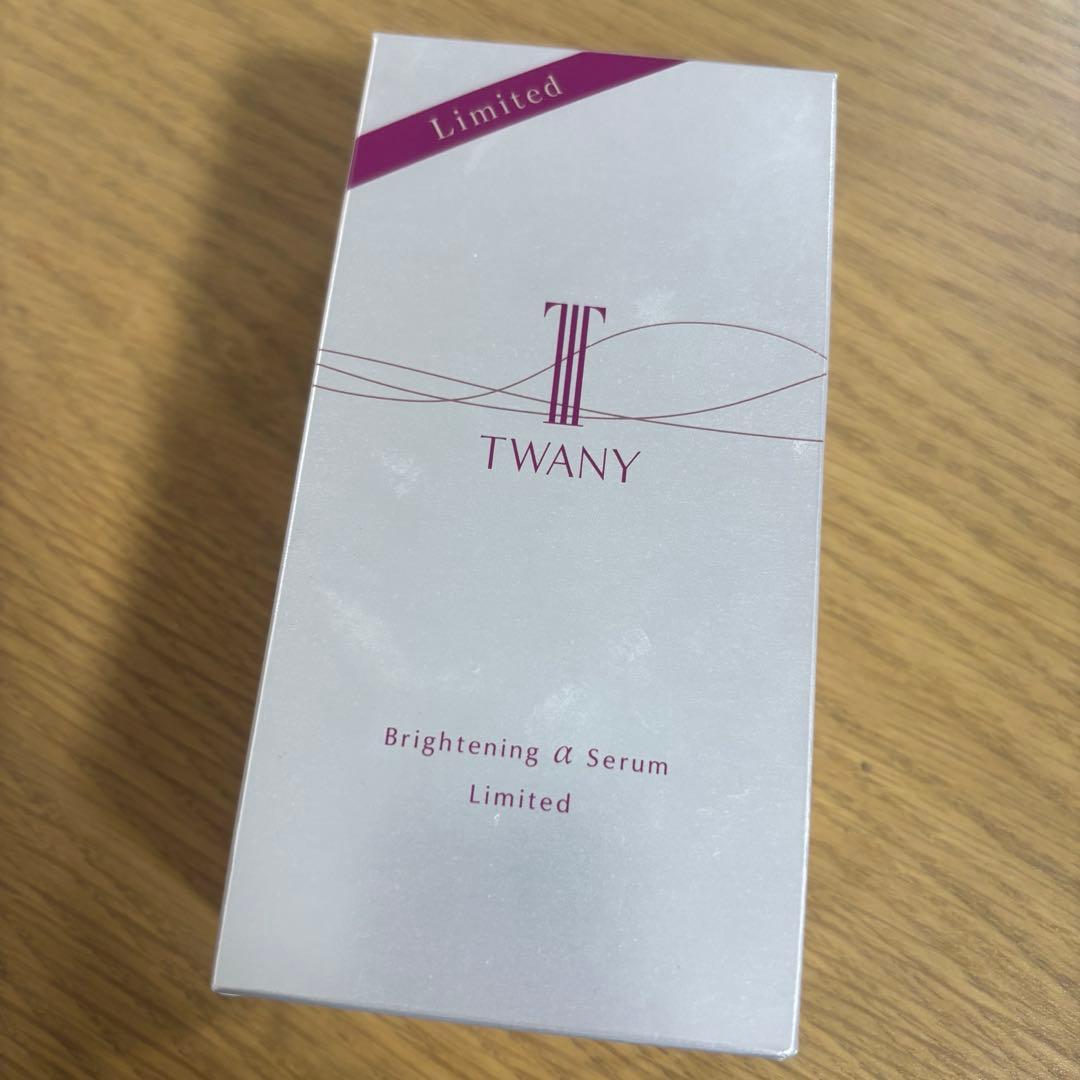 Limited
T
TWANY
Brightening α Serum
Limited